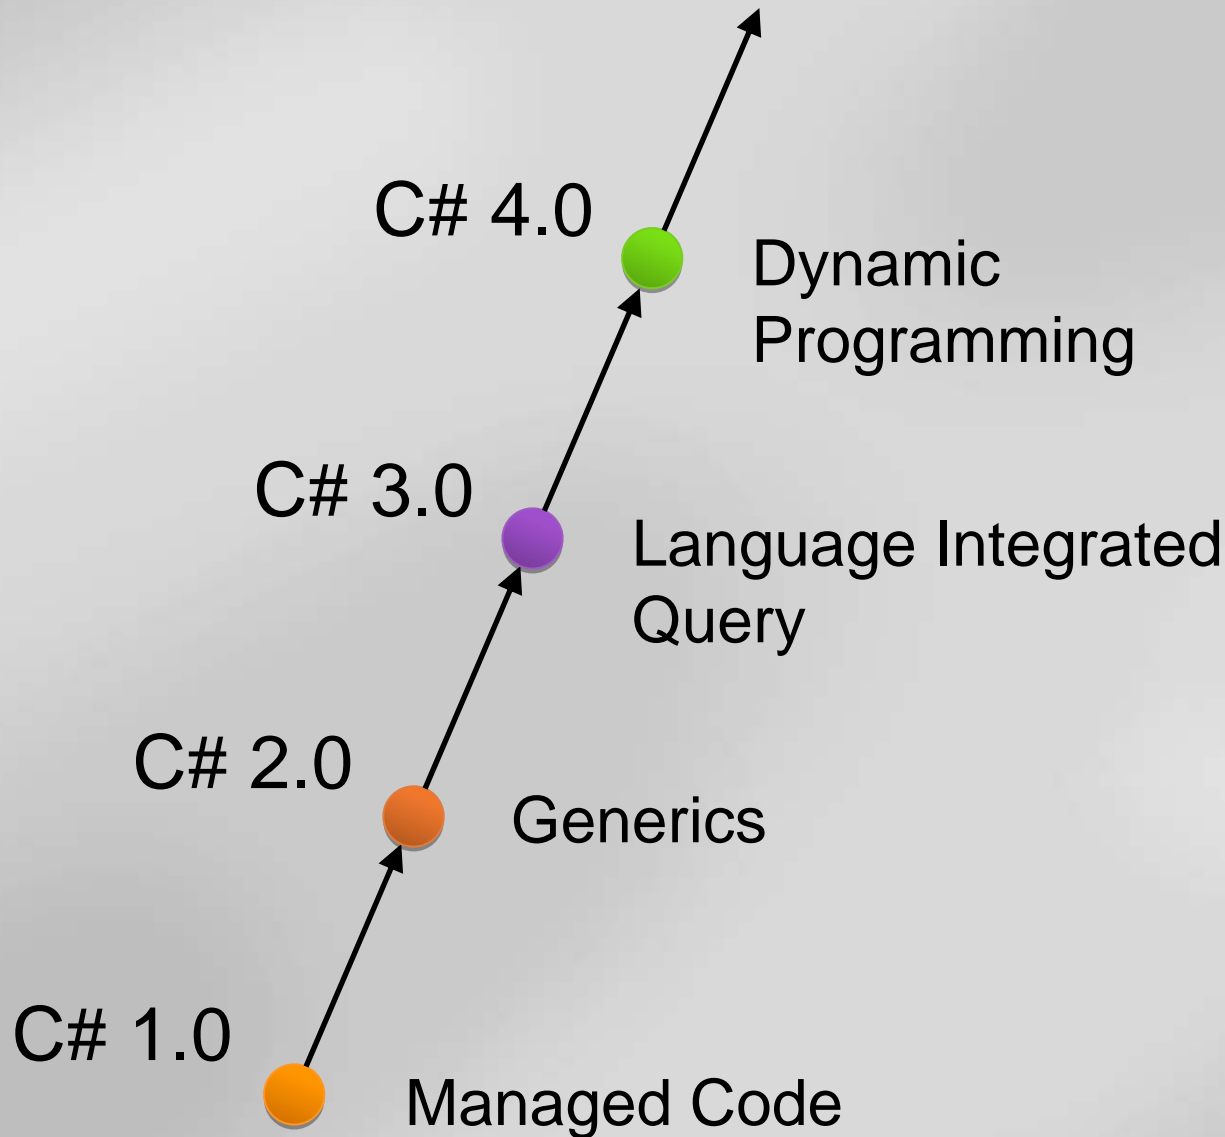 C# 4.0
Dynamic
Programming
C# 3.0
Language Integrated
Query
C# 2.0
Generics
C# 1.0
Managed Code